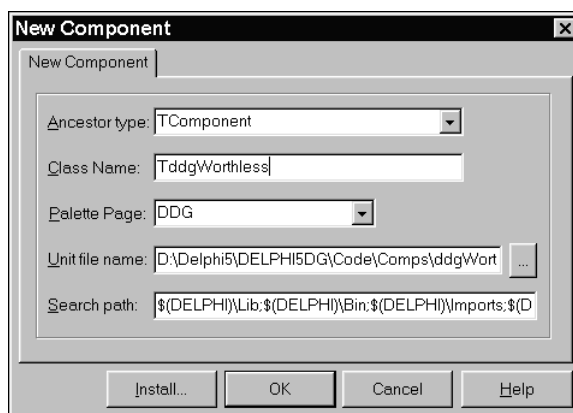 New Component
New Component
Ancestor type: TComponent
Class Name: TddgWorthless
Palette Page: DDG
Unit file name: D:\Delphi5\DELPHI5DG\Code\Comps\ddgWort ...
Search path: $(DELPHI)\Lib;$(DELPHI)\Bin;$(DELPHI)\Imports;$(D
Install... OK Cancel Help